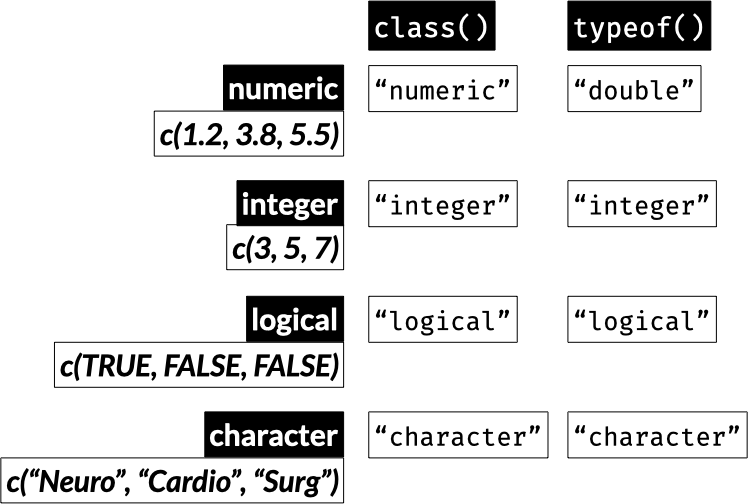 class() typeof()
numeric “numeric” “double”
c(1.2, 3.8, 5.5)
integer “integer” “integer”
c(3, 5, 7)
logical “logical” “logical”
c(TRUE, FALSE, FALSE)
character “character” “character”
c(“Neuro”, “Cardio”, “Surg”)